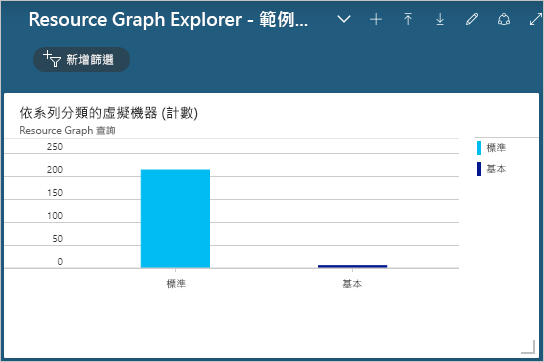 Resource Graph Explorer - 範例...
新增篩選
依系列分類的虛擬機器 (計數)
Resource Graph 查詢
250
200
150
100
50
0
標準
基本
標準
基本